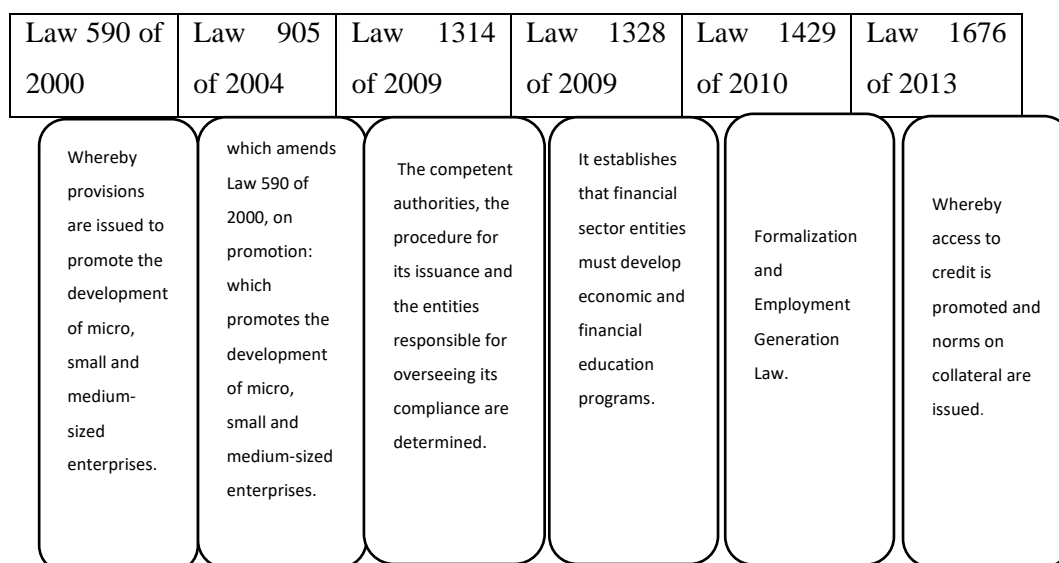 Law 590 of
2000
Law 905
of 2004
Law 1314
of 2009
Law 1328
of 2009
Law 1429
of 2010
Law 1676
of 2013
Whereby
provisions
are issued to
promote the
development
of micro,
small and
medium-
sized
enterprises.
which amends
Law 590 of
2000, on
promotion:
which
promotes the
development
of micro,
small and
medium-sized
enterprises.
The competent
authorities, the
procedure for
its issuance and
the entities
responsible for
overseeing its
compliance are
determined.
It establishes
that financial
sector entities
must develop
economic and
financial
education
programs.
Formalization
and
Employment
Generation
Law.
Whereby
access to
credit is
promoted and
norms on
collateral are
issued.